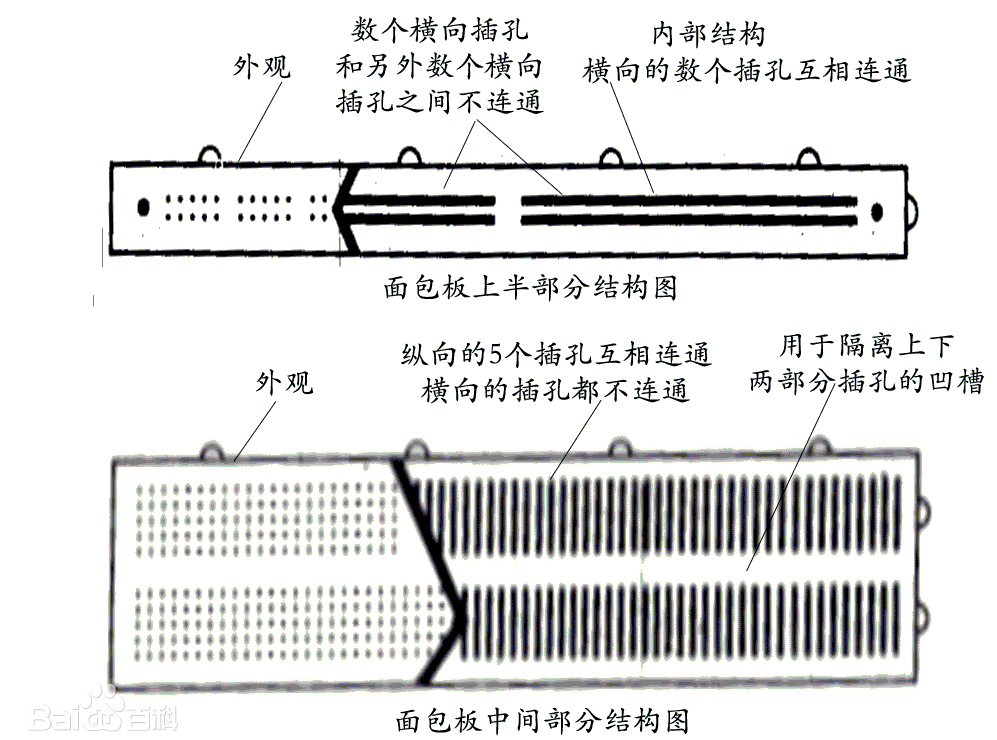 数个横向插孔
和另外数个横向
插孔之间不连通
外观
内部结构
横向的数个插孔互相连通
面包板上半部分结构图
纵向的5个插孔互相连通
横向的插孔都不连通
外观
用于隔离上下
两部分插孔的凹槽
面包板中间部分结构图
Bai百科